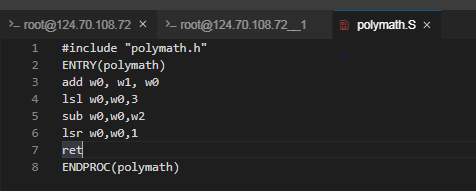 root@124.70.108.72 root@124.70.108.72__1 polymath.S
1 #include "polymath.h"
2 ENTRY(polymath)
3 add w0, w1, w0
4 lsl w0,w0,3
5 sub w0,w0,w2
6 lsr w0,w0,1
7 ret
8 ENDPROC(polymath)